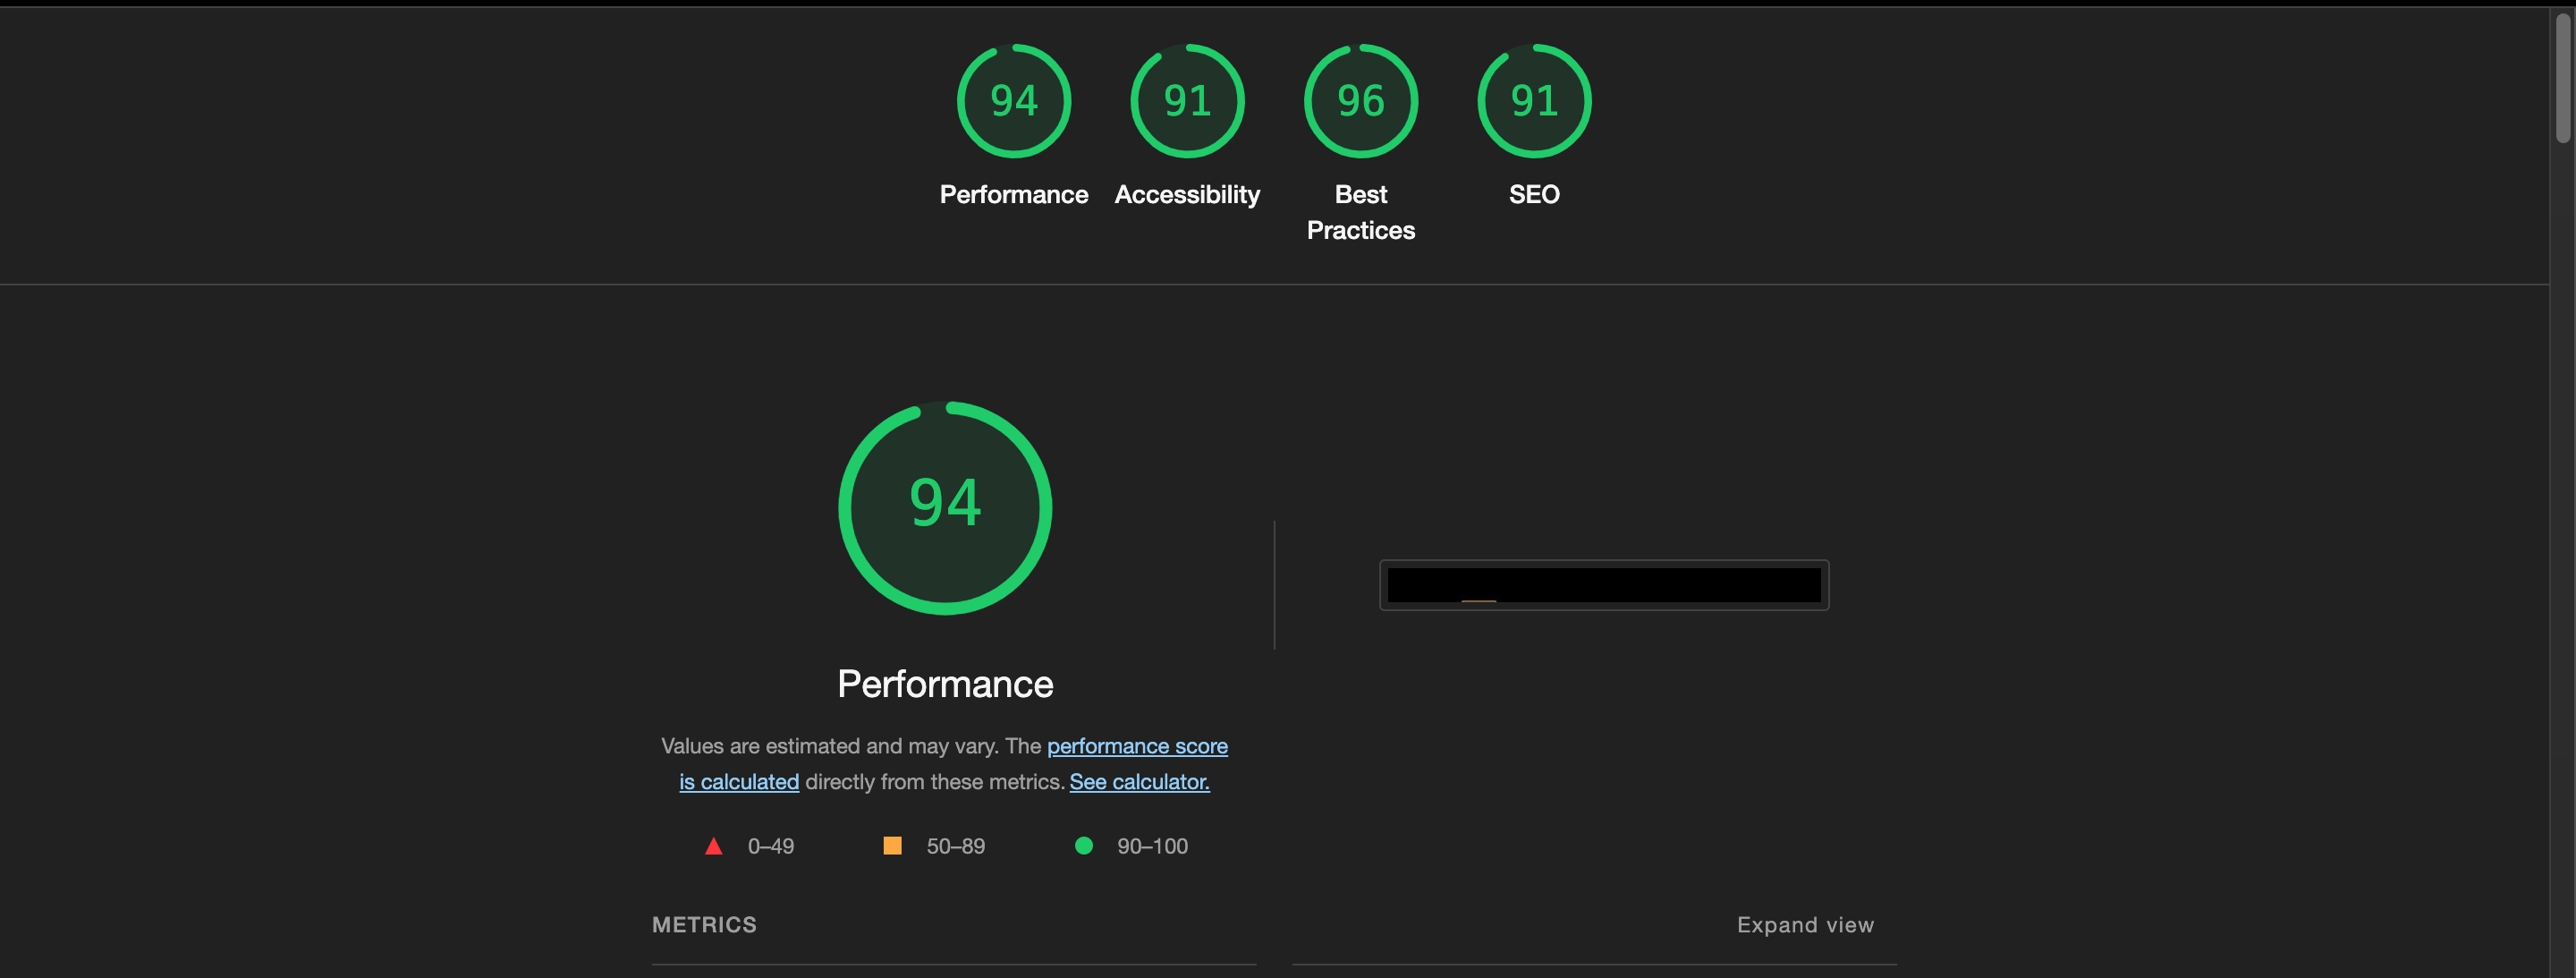 94
91
96
91
Performance
Accessibility
Best
Practices
SEO
94
Performance
Values are estimated and may vary. The performance score
is calculated directly from these metrics. See calculator.
0–49
50–89
90–100
METRICS
Expand view